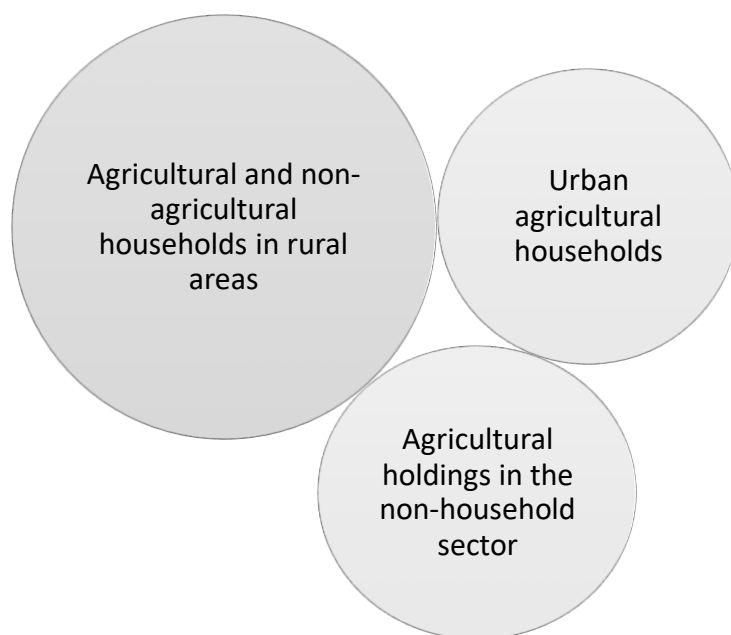 Agricultural and non-
agricultural
households in rural
areas
Urban
agricultural
households
Agricultural
holdings in the
non-household
sector